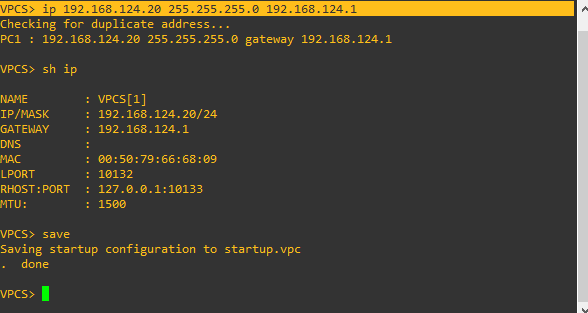 VPCS> ip 192.168.124.20 255.255.255.0 192.168.124.1
Checking for duplicate address...
PC1 : 192.168.124.20 255.255.255.0 gateway 192.168.124.1
VPCS> sh ip
NAME        : VPCS[1]
IP/MASK     : 192.168.124.20/24
GATEWAY     : 192.168.124.1
DNS         :
MAC         : 00:50:79:66:68:09
LPORT       : 10132
RHOST:PORT  : 127.0.0.1:10133
MTU:        : 1500
VPCS> save
Saving startup configuration to startup.vpc
.  done
VPCS>